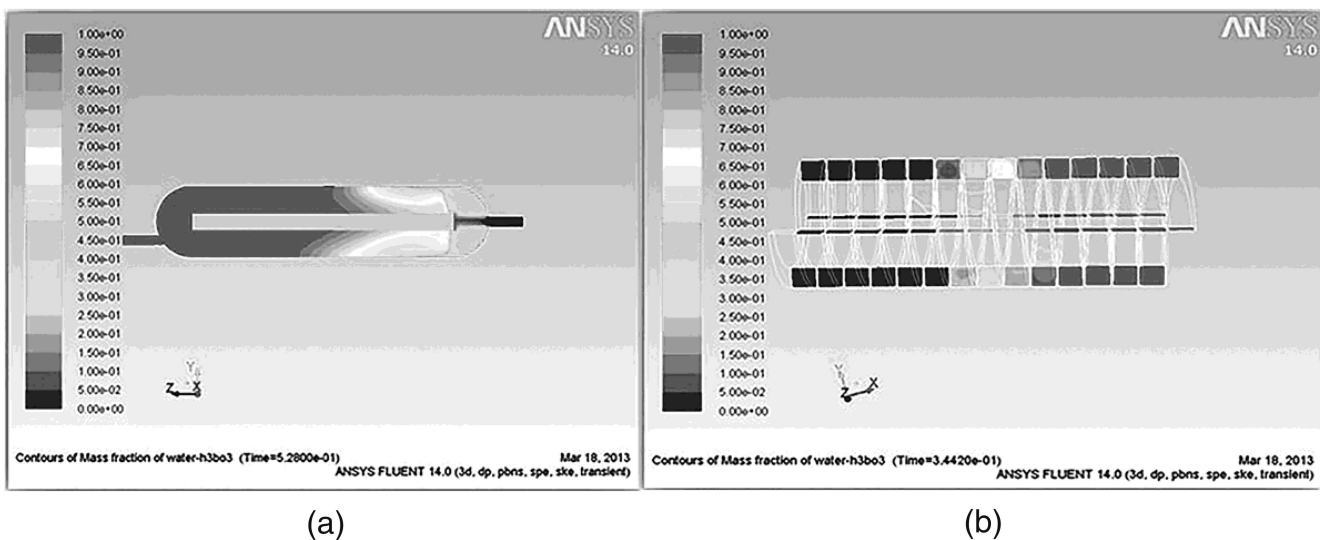 ANSYS
14.0
1.00e+00
9.50e-01
9.00e-01
8.50e-01
8.00e-01
7.50e-01
7.00e-01
6.50e-01
6.00e-01
5.50e-01
5.00e-01
4.50e-01
4.00e-01
3.50e-01
3.00e-01
2.50e-01
2.00e-01
1.50e-01
1.00e-01
5.00e-02
0.00e+00
Y
Z X
Contours of Mass fraction of water-h3bo3 (Time=5.2800e-01)
Mar 18, 2013
ANSYS FLUENT 14.0 (3d, dp, pbns, spe, ske, transient)
(a)
ANSYS
14.0
1.00e+00
9.50e-01
9.00e-01
8.50e-01
8.00e-01
7.50e-01
7.00e-01
6.50e-01
6.00e-01
5.50e-01
5.00e-01
4.50e-01
4.00e-01
3.50e-01
3.00e-01
2.50e-01
2.00e-01
1.50e-01
1.00e-01
5.00e-02
0.00e+00
Y
Z X
Contours of Mass fraction of water-h3bo3 (Time=3.4420e-01)
Mar 18, 2013
ANSYS FLUENT 14.0 (3d, dp, pbns, spe, ske, transient)
(b)